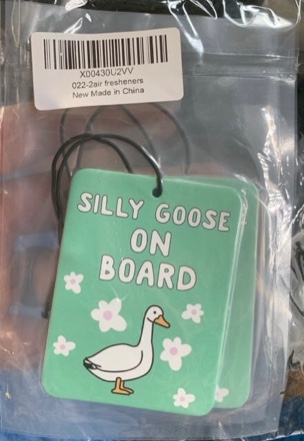 X00430U2VV
022-2air fresheners
New Made in China
SILLY GOOSE
ON
BOARD